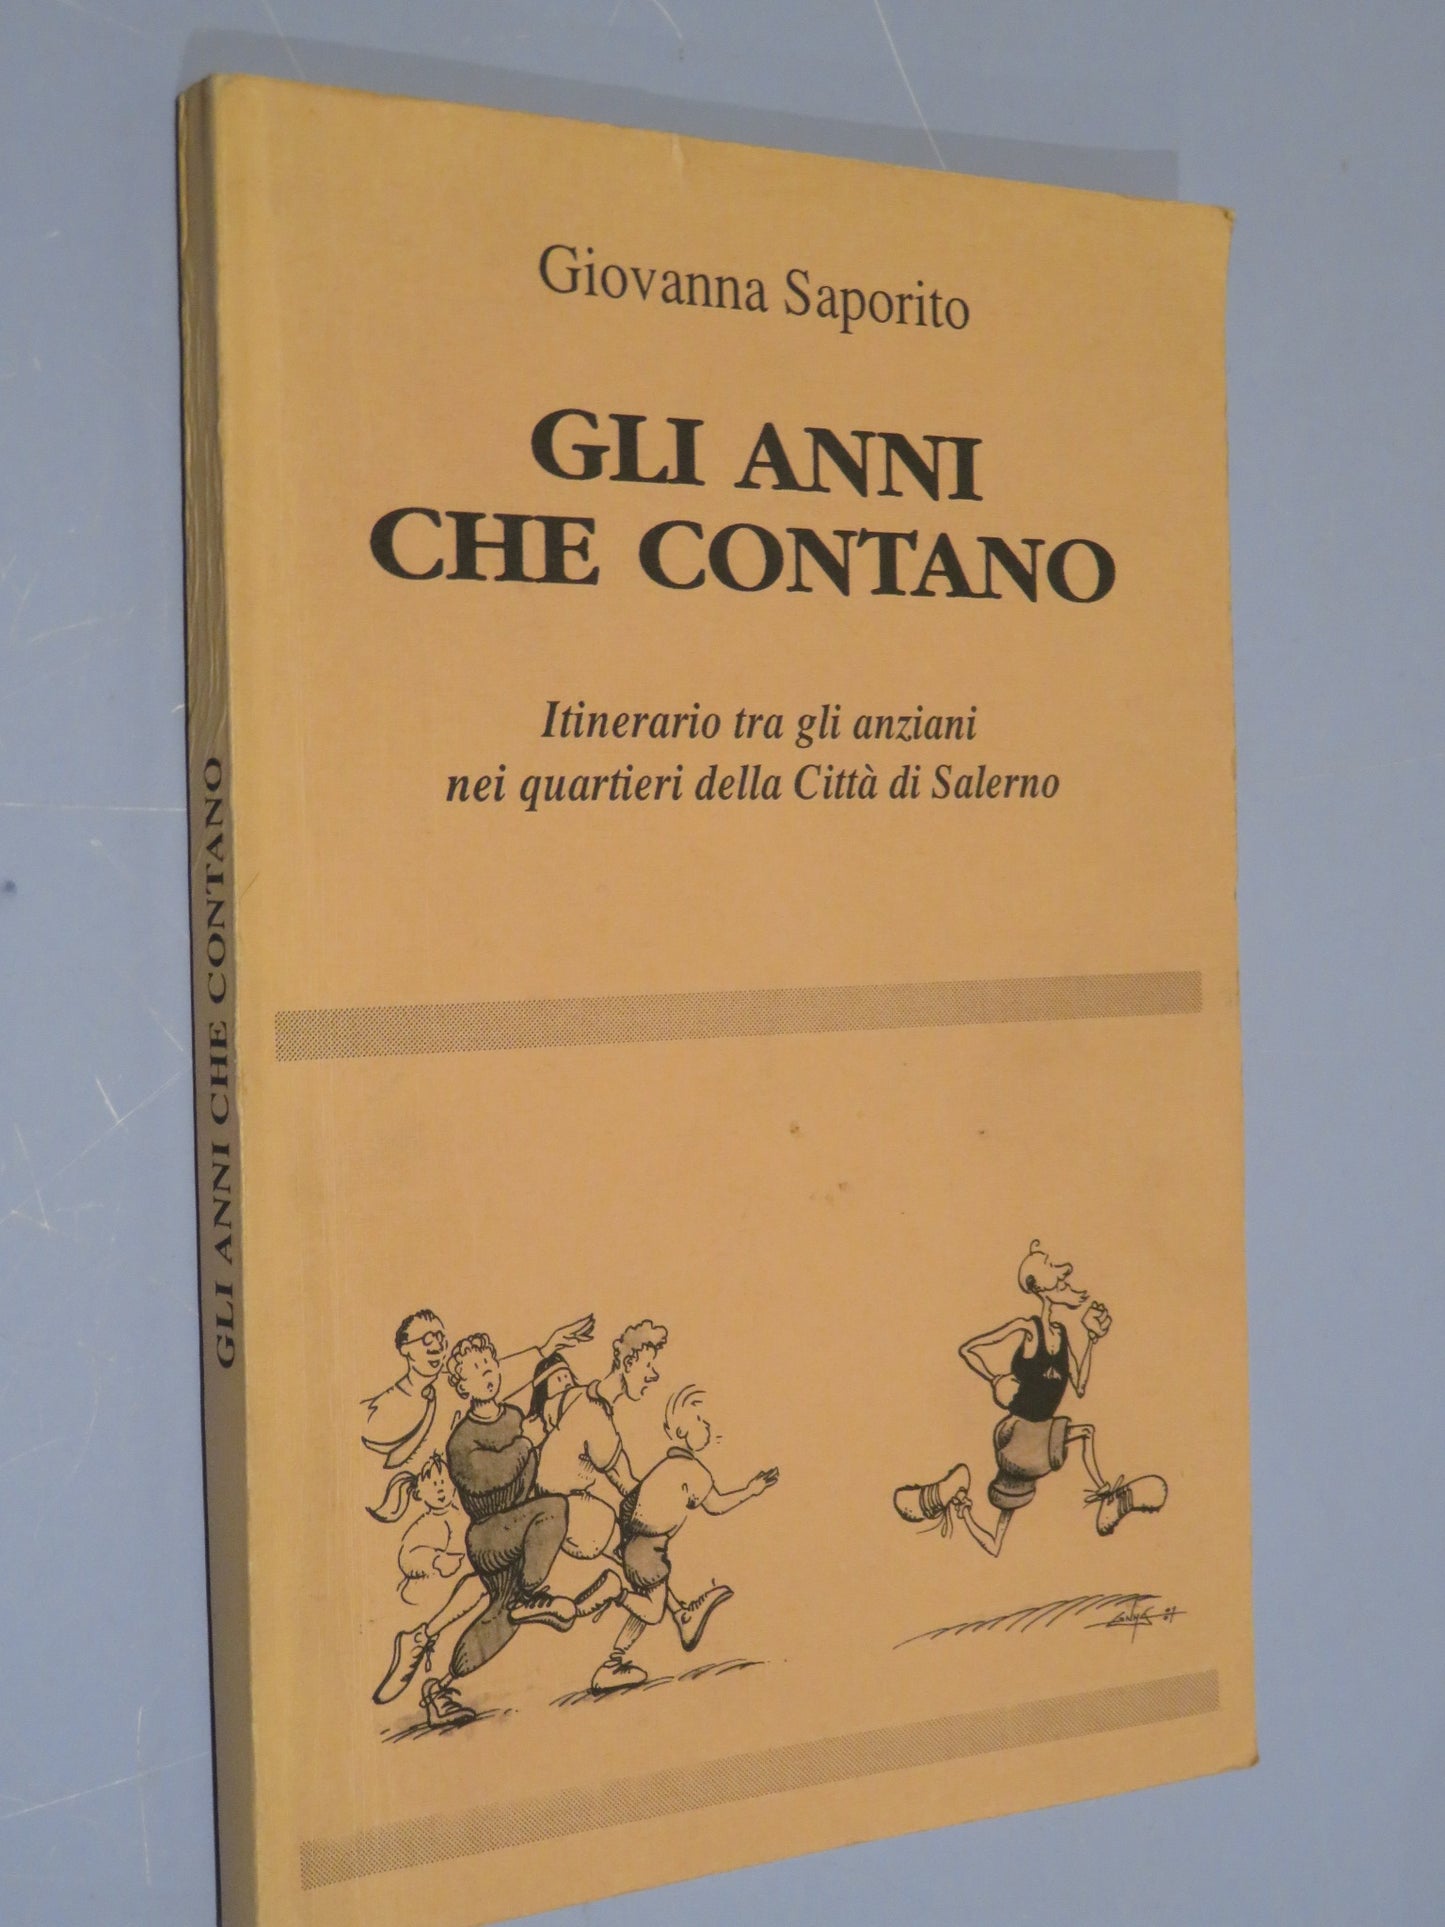 Giovanna Saporito
GLI ANNI
CHE CONTANO
Itinerario tra gli anziani
nei quartieri della Città di Salerno
GLI ANNI CHE CONTANO